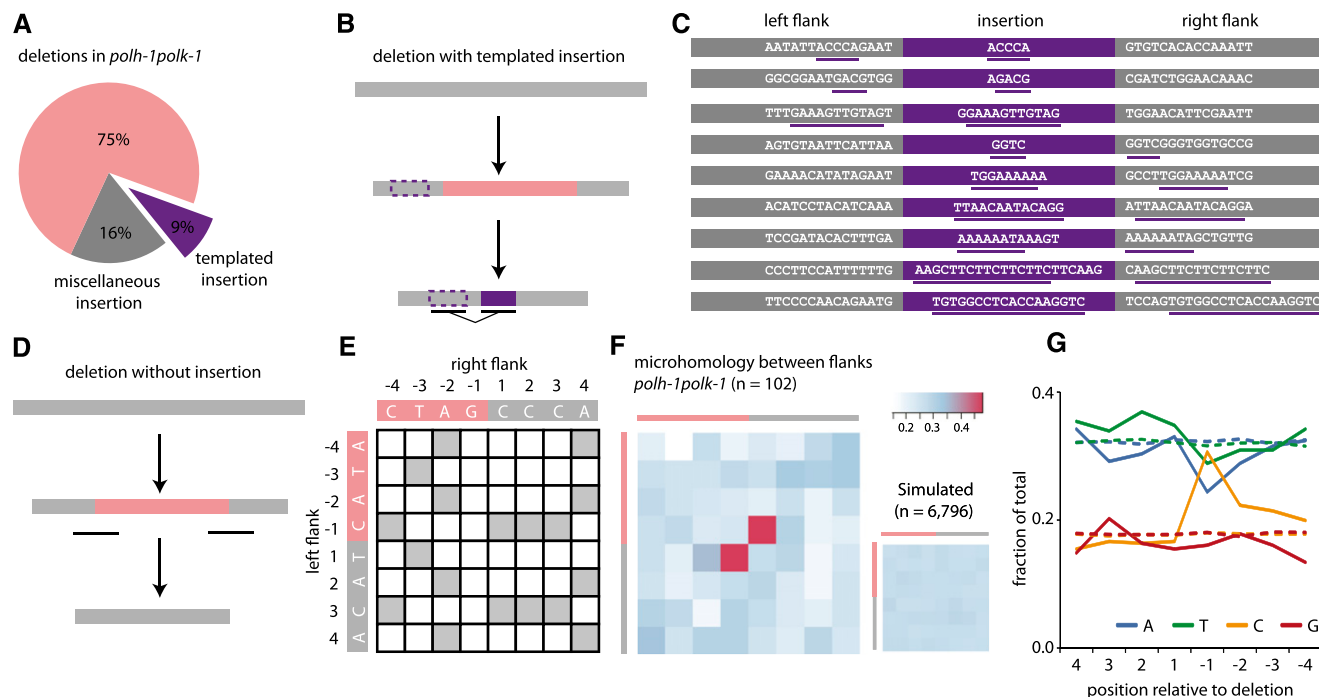 A
deletions in polh-1polk-1
75%
16%
9%
miscellaneous
insertion
templated
insertion
B
deletion with templated insertion
C
left flank insertion right flank
AATATTACCCAGAAT ACCCA GTGTCACACCAAATT
GGCGGAATGACGTGG AGACG CGATCTGGAACAAAC
TTTGAAAGTTGTAGT GGAAAGTTGTAG TGGAACATTCGAATT
AGTGTAATTCATTAA GGTC GGTCGGGTGGTGCCG
GAAAACATATAGAAT TGGAAAAAA GCCTTGGAAAAATCG
ACATCCTACATCAAA TTAACAATACAGG ATTAACAATACAGGA
TCCGATACACTTTGA AAAAAATAAAGT AAAAAATAGCTGTTG
CCCTTCCATTTTTTG AAGCTTCTTCTTCTTCTTCAAG CAAGCTTCTTCTTCTTC
TTCCCCAACAGAATG TGTGGCCTCACCAAGGTC TCCAGTGTGGCCTCACCAAGGTC
D
deletion without insertion
E
right flank
-4 -3 -2 -1 1 2 3 4
C T A G C C C A
left flank
-4 A
-3 T
-2 A
-1 C
1 T
2 A
3 C
4 A
F
microhomology between flanks
polh-1polk-1 (n = 102)
0.2 0.3 0.4
Simulated
(n = 6,796)
G
fraction of total
0.4
0.2
0.0
A T C G
4 3 2 1 -1 -2 -3 -4
position relative to deletion